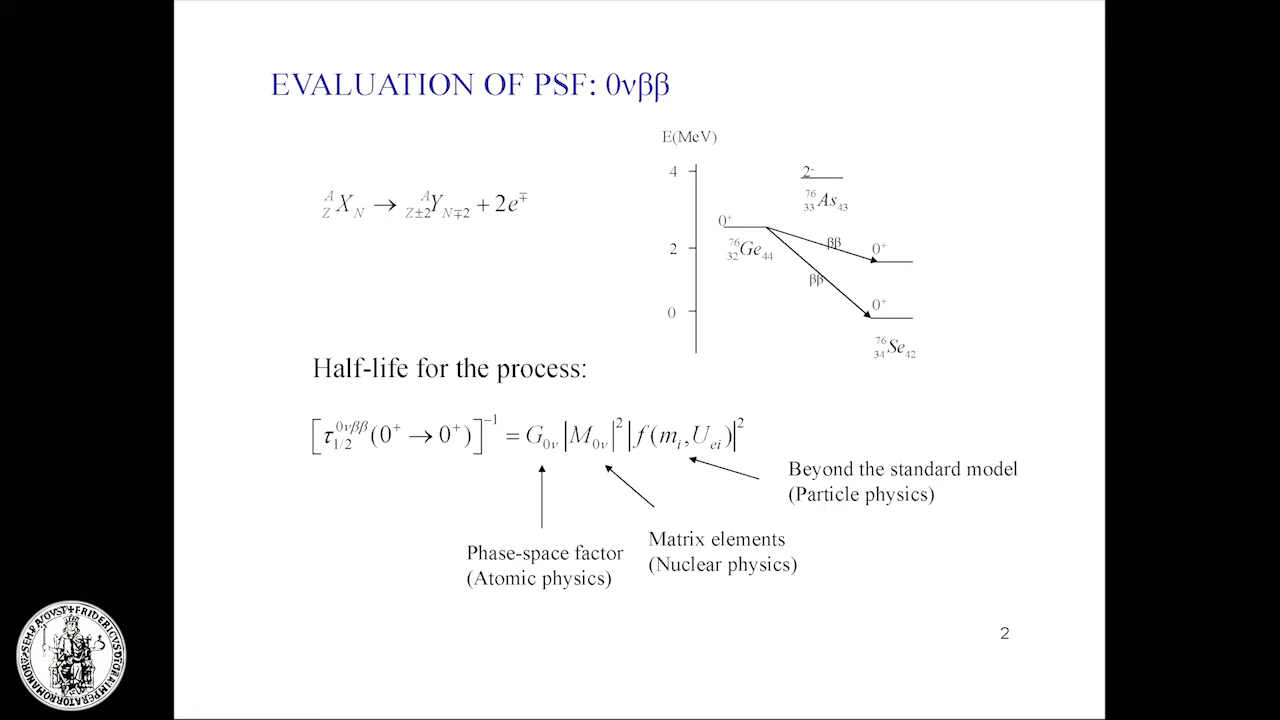 EVALUATION OF PSF: 0νββ
E(MeV)
4
2⁻
⁷⁶₃₃As₄₃
ᴬ_Z X_N → ᴬ_{Z±2} Y_{N∓2} + 2e^∓
0⁺
⁷⁶₃₂Ge₄₄
ββ
0⁺
2
ββ
0⁺
0
⁷⁶₃₄Se₄₂
Half-life for the process:
[τ_{1/2}^{0νββ}(0⁺ → 0⁺)]⁻¹ = G_{0ν} |M_{0ν}|² |f(m_i, U_{ei})|²
Beyond the standard model
(Particle physics)
Matrix elements
(Nuclear physics)
Phase-space factor
(Atomic physics)
2